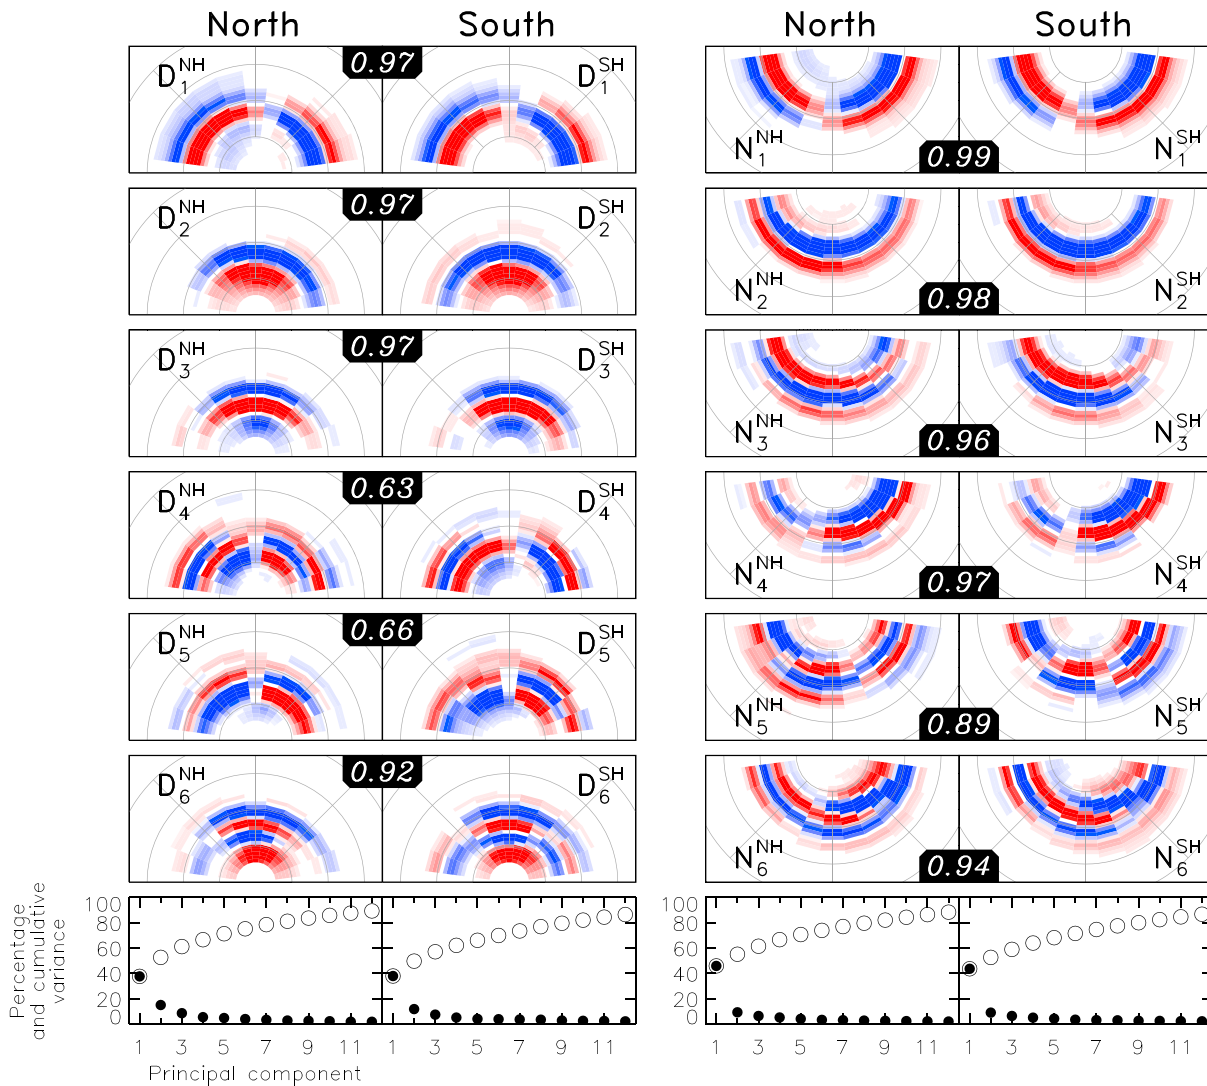 North South North South
D₁ᴺᴴ 0.97 D₁ˢᴴ
N₁ᴺᴴ 0.99 N₁ˢᴴ
D₂ᴺᴴ 0.97 D₂ˢᴴ
N₂ᴺᴴ 0.98 N₂ˢᴴ
D₃ᴺᴴ 0.97 D₃ˢᴴ
N₃ᴺᴴ 0.96 N₃ˢᴴ
D₄ᴺᴴ 0.63 D₄ˢᴴ
N₄ᴺᴴ 0.97 N₄ˢᴴ
D₅ᴺᴴ 0.66 D₅ˢᴴ
N₅ᴺᴴ 0.89 N₅ˢᴴ
D₆ᴺᴴ 0.92 D₆ˢᴴ
N₆ᴺᴴ 0.94 N₆ˢᴴ
Percentage
and cumulative
variance
100 100
80 80
60 60
40 40
20 20
0 0
1 3 5 7 9 11 1 3 5 7 9 11 1 3 5 7 9 11 1 3 5 7 9 11
Principal component